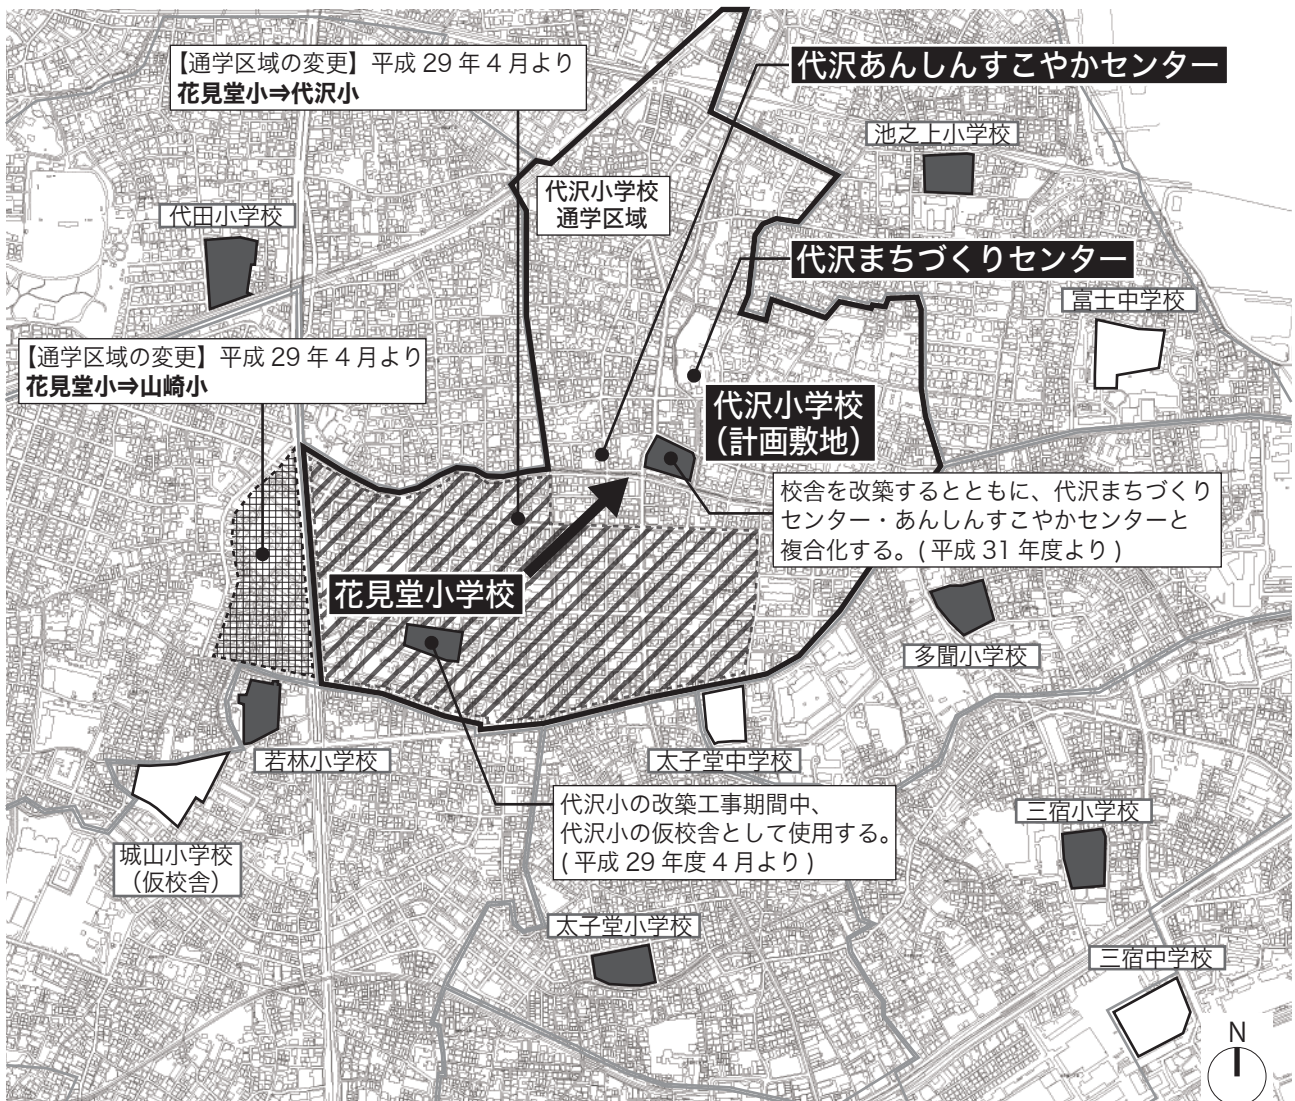 【通学区域の変更】平成 29 年 4 月より
花見堂小⇒代沢小
代沢あんしんすこやかセンター
池之上小学校
代沢小学校
通学区域
代田小学校
代沢まちづくりセンター
冨士中学校
【通学区域の変更】平成 29 年 4 月より
花見堂小⇒山崎小
代沢小学校
(計画敷地)
校舎を改築するとともに、代沢まちづくり
センター・あんしんすこやかセンターと
複合化する。( 平成 31 年度より )
花見堂小学校
多聞小学校
若林小学校
太子堂中学校
代沢小の改築工事期間中、
代沢小の仮校舎として使用する。
( 平成 29 年度 4 月より )
三宿小学校
城山小学校
(仮校舎)
太子堂小学校
三宿中学校
N